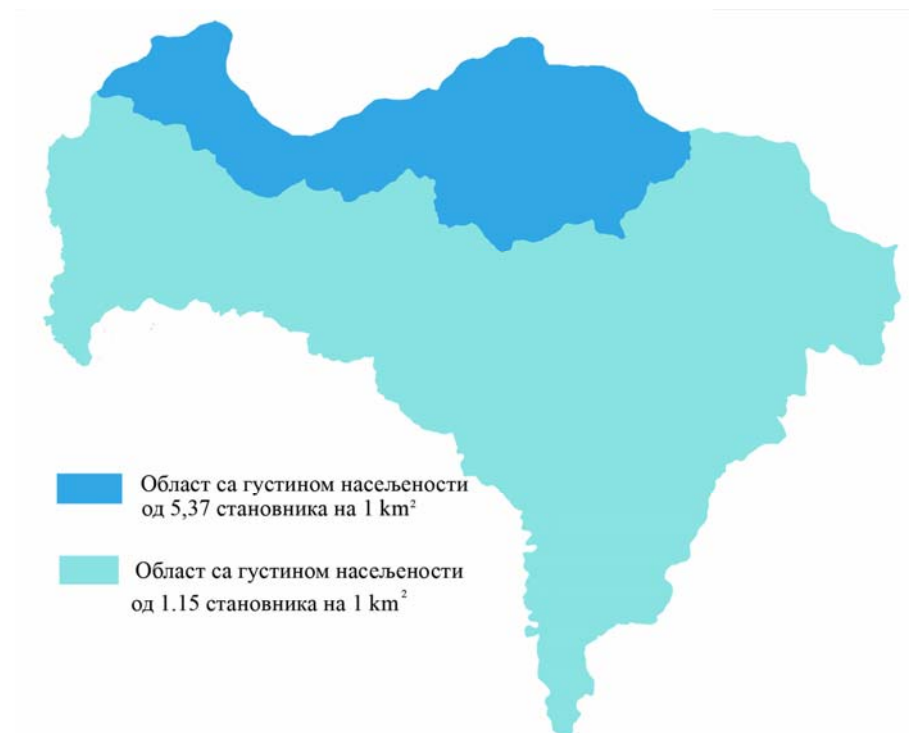 Област са густином насељености
од 5,37 становника на 1 km²
Област са густином насељености
од 1.15 становника на 1 km²